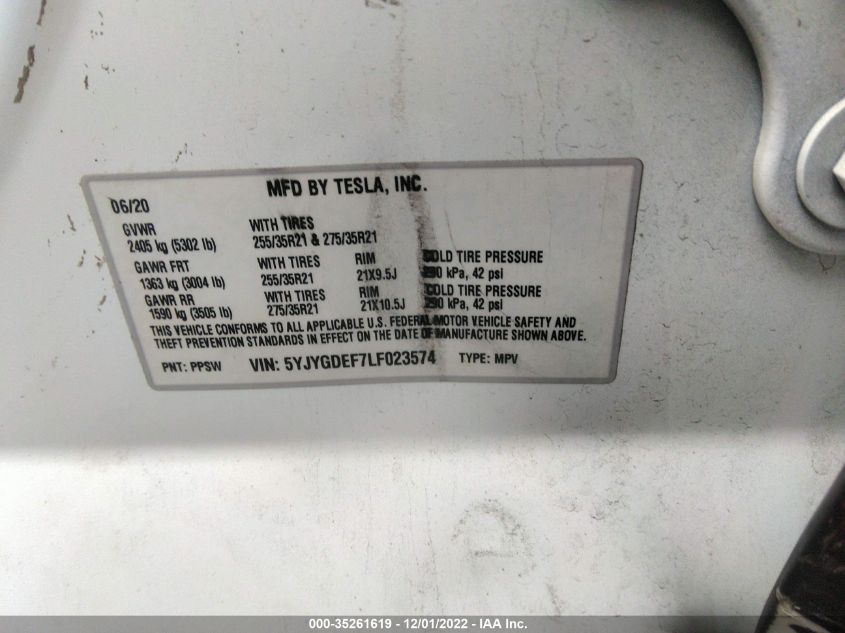 MFD BY TESLA, INC.
06/20
GVWR WITH TIRES
2405 kg (5302 lb) 255/35R21 & 275/35R21
GAWR FRT WITH TIRES RIM COLD TIRE PRESSURE
1363 kg (3004 lb) 255/35R21 21X9.5J 290 kPa, 42 psi
GAWR RR WITH TIRES RIM COLD TIRE PRESSURE
1590 kg (3505 lb) 275/35R21 21X10.5J 290 kPa, 42 psi
THIS VEHICLE CONFORMS TO ALL APPLICABLE U.S. FEDERAL MOTOR VEHICLE SAFETY AND
THEFT PREVENTION STANDARDS IN EFFECT ON THE DATE OF MANUFACTURE SHOWN ABOVE.
PNT: PPSW VIN: 5YJYGDEF7LF023574 TYPE: MPV
000-35261619 - 12/01/2022 - IAA Inc.